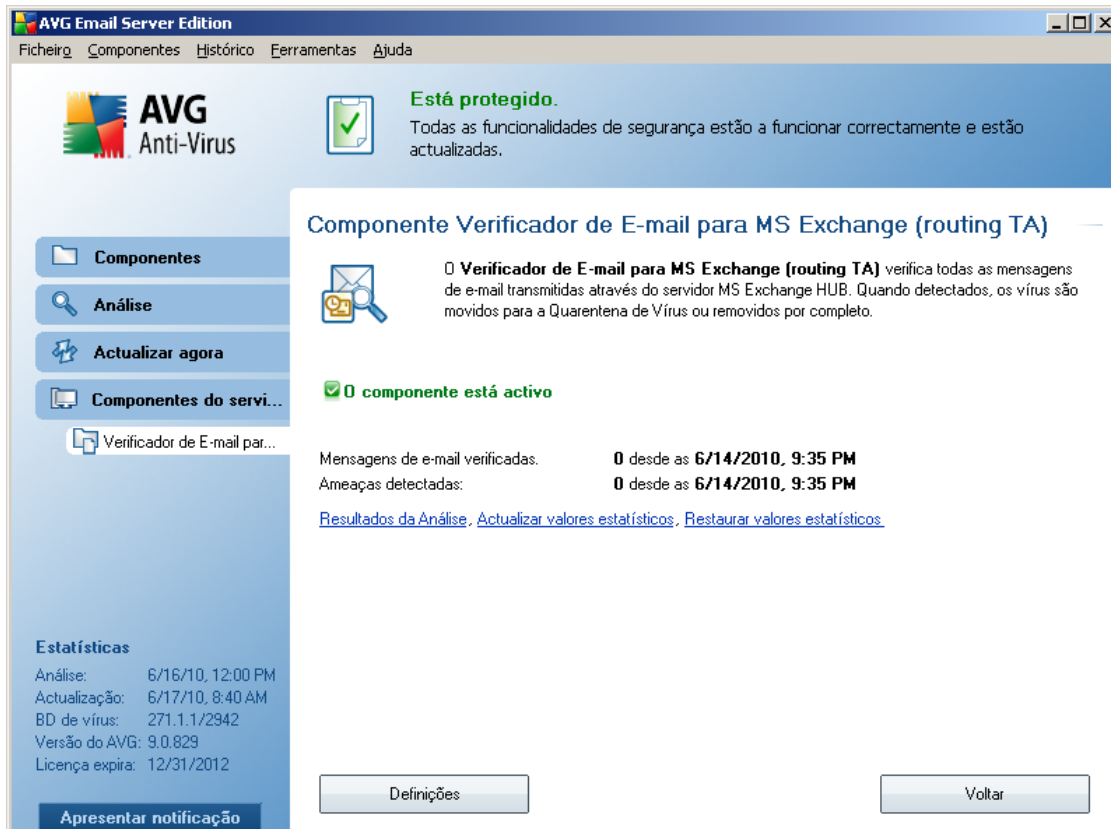 AVG Email Server Edition
Ficheiro Componentes Histórico Ferramentas Ajuda
AVG
Anti-Virus
Está protegido.
Todas as funcionalidades de segurança estão a funcionar correctamente e estão
actualizadas.
Componentes
Análise
Actualizar agora
Componentes do servi...
Verificador de E-mail par...
Componente Verificador de E-mail para MS Exchange (routing TA)
O Verificador de E-mail para MS Exchange (routing TA) verifica todas as mensagens
de e-mail transmitidas através do servidor MS Exchange HUB. Quando detectados, os vírus são
movidos para a Quarentena de Vírus ou removidos por completo.
O componente está activo
Mensagens de e-mail verificadas. 0 desde as 6/14/2010, 9:35 PM
Ameaças detectadas: 0 desde as 6/14/2010, 9:35 PM
Resultados da Análise, Actualizar valores estatísticos, Restaurar valores estatísticos
Estatísticas
Análise: 6/16/10, 12:00 PM
Actualização: 6/17/10, 8:40 AM
BD de vírus: 271.1.1/2942
Versão do AVG: 9.0.829
Licença expira: 12/31/2012
Apresentar notificação
Definições
Voltar